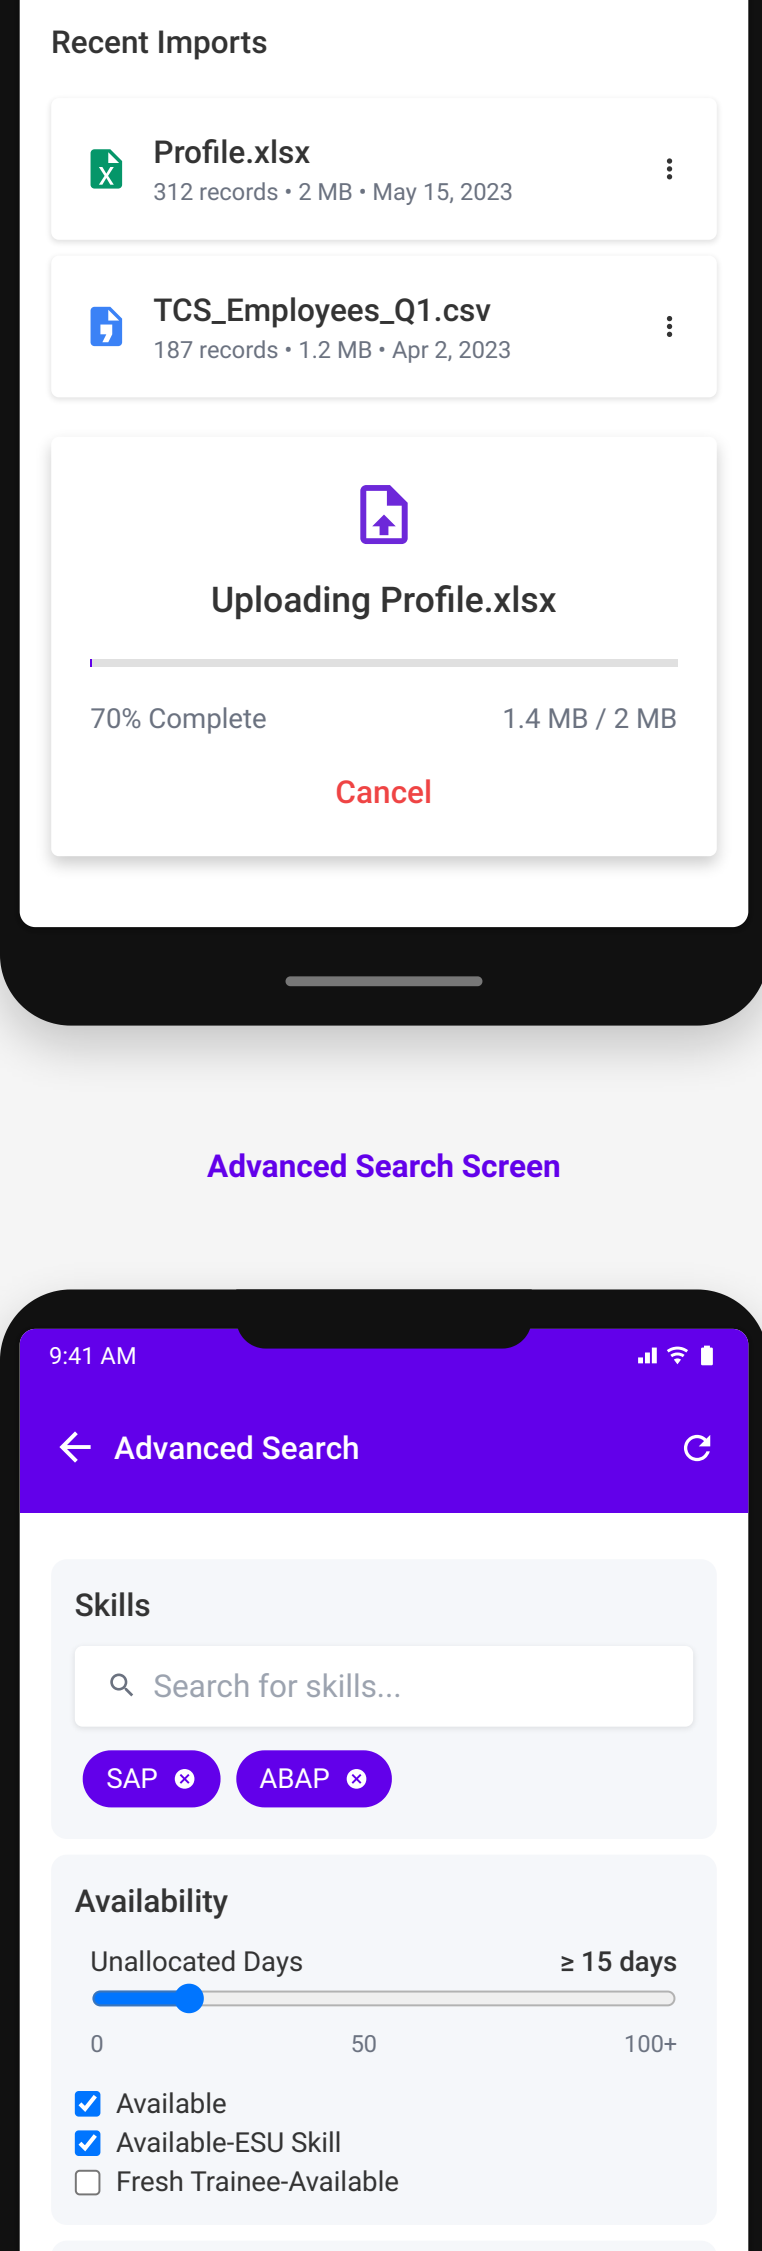 Recent Imports
Profile.xlsx
312 records • 2 MB • May 15, 2023
TCS_Employees_Q1.csv
187 records • 1.2 MB • Apr 2, 2023
Uploading Profile.xlsx
70% Complete 1.4 MB / 2 MB
Cancel
Advanced Search Screen
9:41 AM
Advanced Search
Skills
Search for skills...
SAP ABAP
Availability
Unallocated Days ≥ 15 days
0 50 100+
Available
Available-ESU Skill
Fresh Trainee-Available